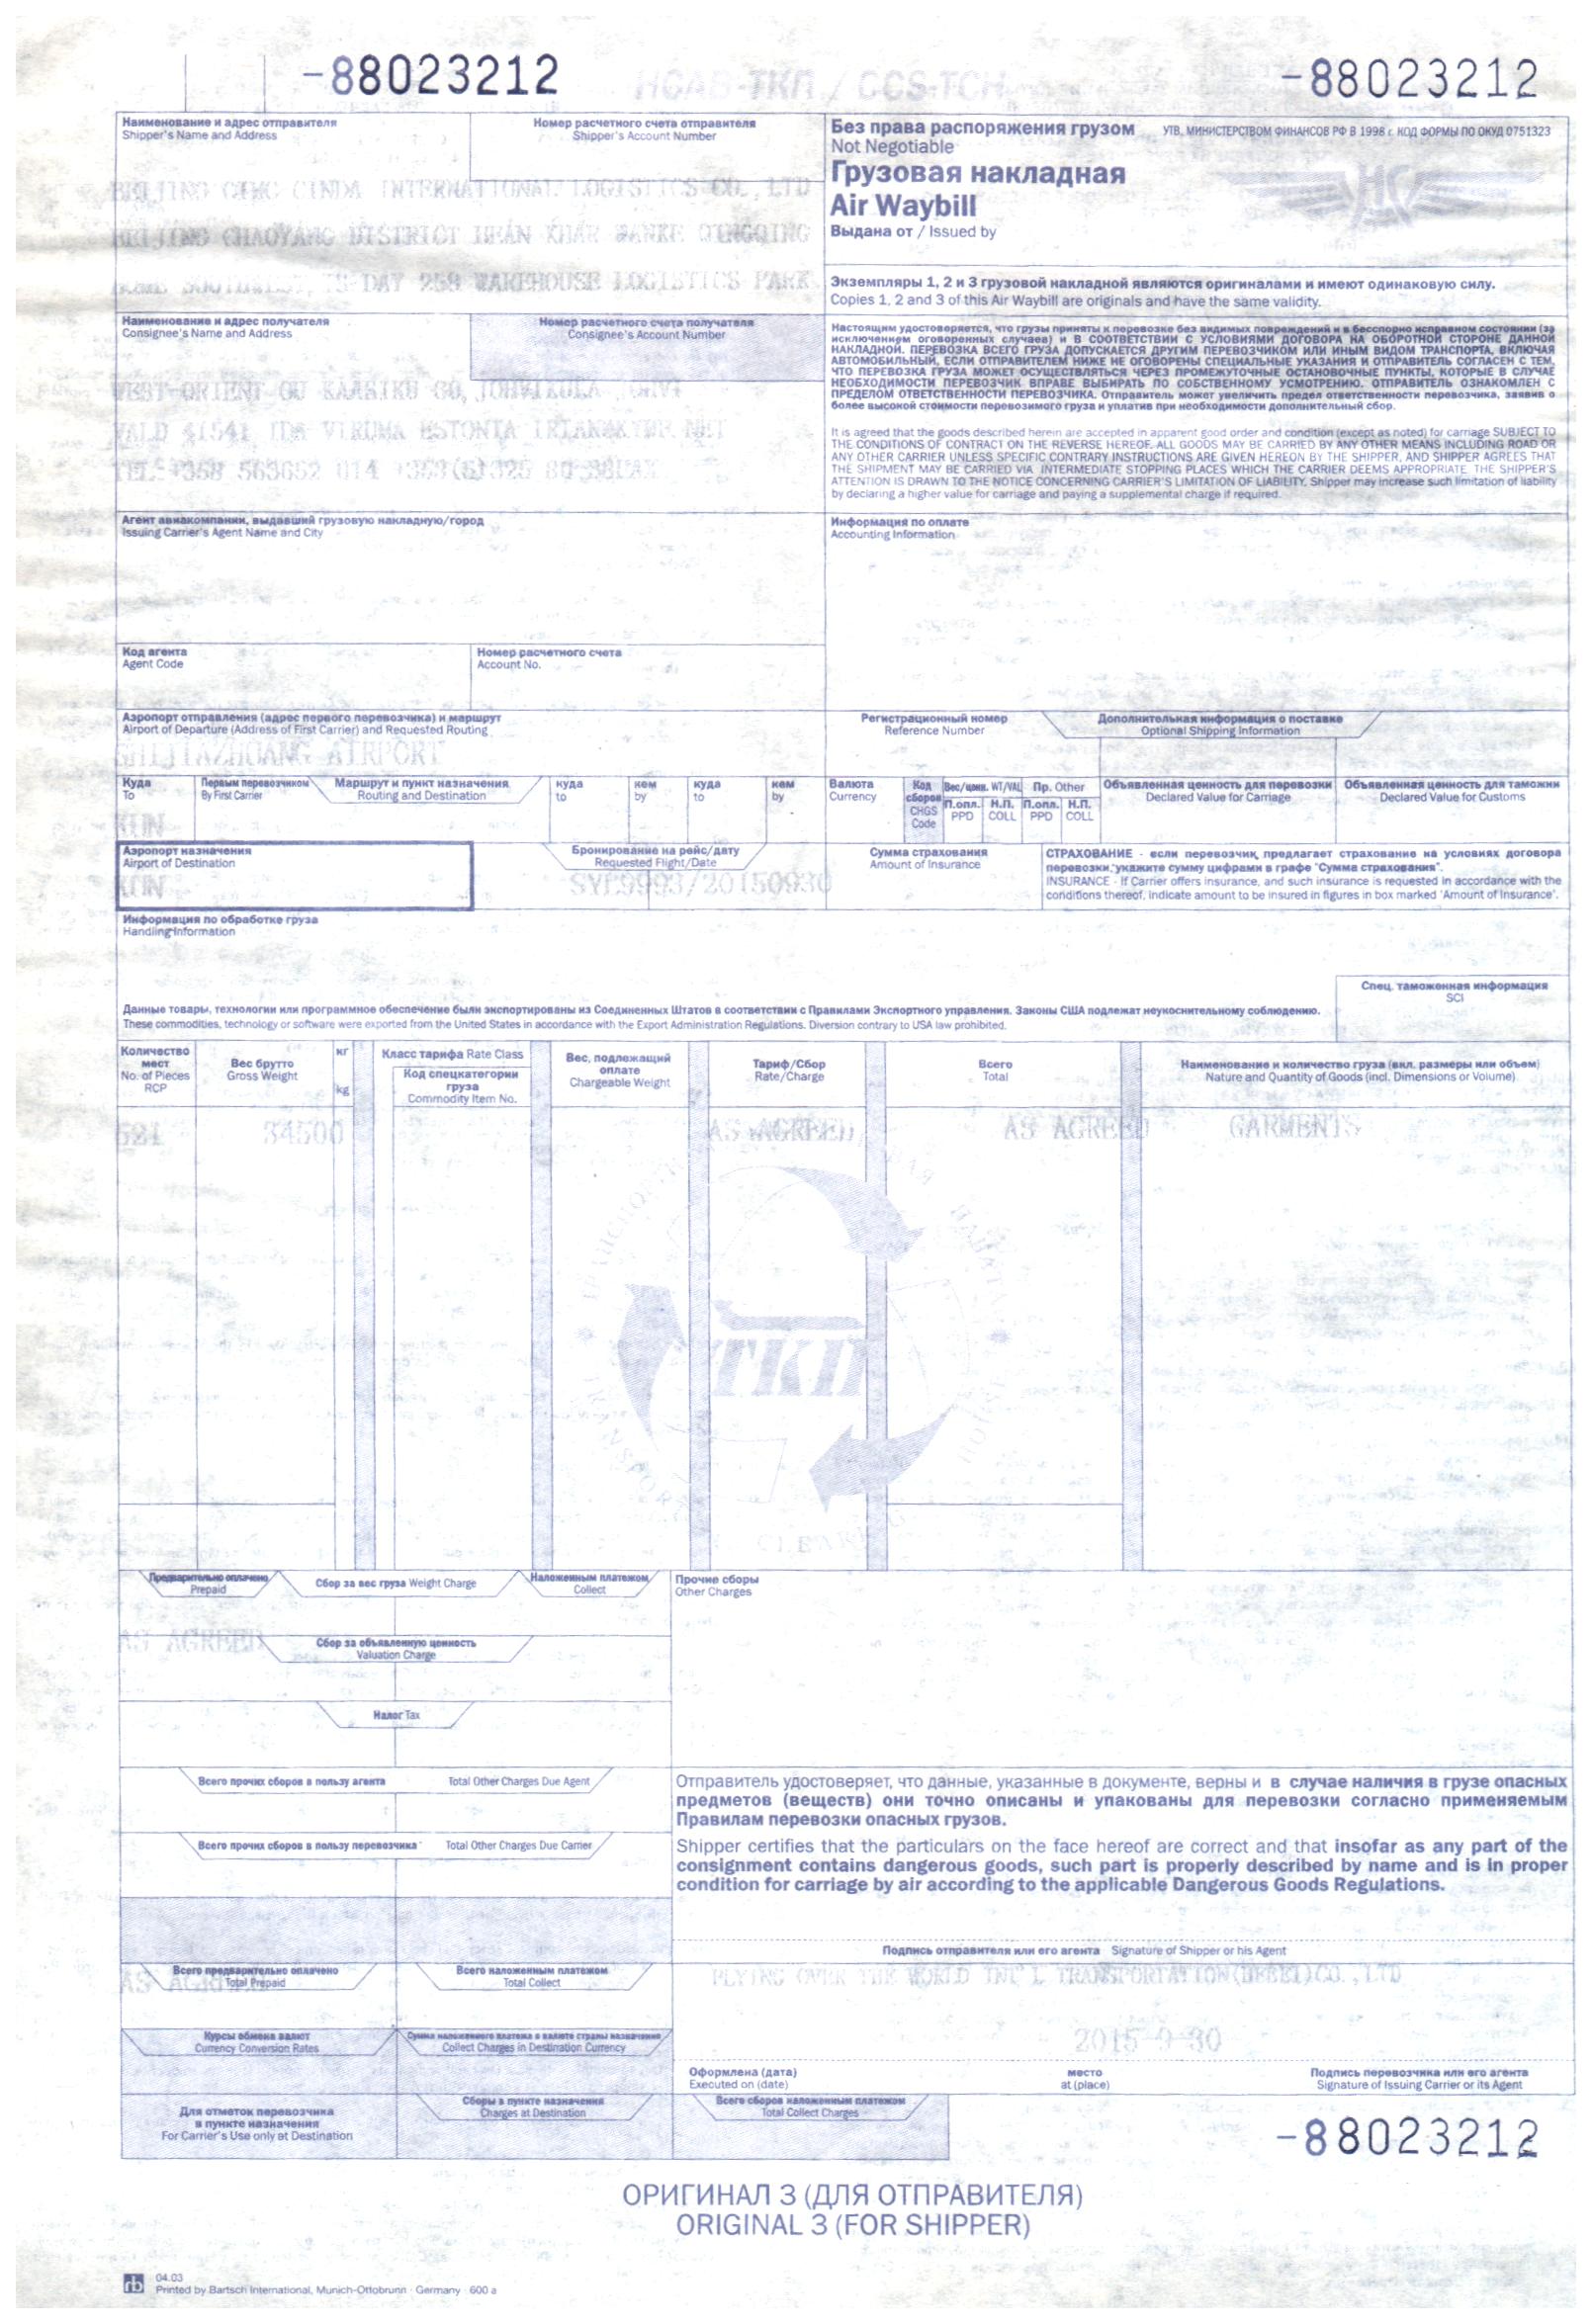 -88023212
НСАВ-ТКП / CCS-TCH
-88023212
Наименование и адрес отправителя
Shipper's Name and Address
Номер расчетного счета отправителя
Shipper's Account Number
INTERNATIONAL LOGISTICS CO.,LTD
CHAOYANG DISTRICT
DAY 258 WAREHOUSE LOGISTICS PARK
Без права распоряжения грузом
Not Negotiable
УТВ. МИНИСТЕРСТВОМ ФИНАНСОВ РФ В 1998 г. КОД ФОРМЫ ПО ОКУД 0751323
Грузовая накладная
Air Waybill
Выдана от / Issued by
Экземпляры 1, 2 и 3 грузовой накладной являются оригиналами и имеют одинаковую силу.
Copies 1, 2 and 3 of this Air Waybill are originals and have the same validity.
Наименование и адрес получателя
Consignee's Name and Address
Номер расчетного счета получателя
Consignee's Account Number
WEST-ORIENT OU
VIRUMA ESTONIA
TEL:
Настоящим удостоверяется, что грузы приняты к перевозке без видимых повреждений и в бесспорно исправном состоянии (за
исключением оговоренных случаев) и В СООТВЕТСТВИИ С УСЛОВИЯМИ ДОГОВОРА НА ОБОРОТНОЙ СТОРОНЕ ДАННОЙ
НАКЛАДНОЙ. ПЕРЕВОЗКА ВСЕГО ГРУЗА ДОПУСКАЕТСЯ ДРУГИМ ПЕРЕВОЗЧИКОМ ИЛИ ИНЫМ ВИДОМ ТРАНСПОРТА, ВКЛЮЧАЯ
АВТОМОБИЛЬНЫЙ, ЕСЛИ ОТПРАВИТЕЛЕМ НИЖЕ НЕ ОГОВОРЕНЫ СПЕЦИАЛЬНЫЕ УКАЗАНИЯ И ОТПРАВИТЕЛЬ СОГЛАСЕН С ТЕМ,
ЧТО ПЕРЕВОЗКА ГРУЗА МОЖЕТ ОСУЩЕСТВЛЯТЬСЯ ЧЕРЕЗ ПРОМЕЖУТОЧНЫЕ ОСТАНОВОЧНЫЕ ПУНКТЫ, КОТОРЫЕ В СЛУЧАЕ
НЕОБХОДИМОСТИ ПЕРЕВОЗЧИК ВПРАВЕ ВЫБИРАТЬ ПО СОБСТВЕННОМУ УСМОТРЕНИЮ. ОТПРАВИТЕЛЬ ОЗНАКОМЛЕН С
ПРЕДЕЛОМ ОТВЕТСТВЕННОСТИ ПЕРЕВОЗЧИКА. Отправитель может увеличить предел ответственности перевозчика, заявив о
более высокой стоимости перевозимого груза и уплатив при необходимости дополнительный сбор.
It is agreed that the goods described herein are accepted in apparent good order and condition (except as noted) for carriage SUBJECT TO
THE CONDITIONS OF CONTRACT ON THE REVERSE HEREOF. ALL GOODS MAY BE CARRIED BY ANY OTHER MEANS INCLUDING ROAD OR
ANY OTHER CARRIER UNLESS SPECIFIC CONTRARY INSTRUCTIONS ARE GIVEN HEREON BY THE SHIPPER, AND SHIPPER AGREES THAT
THE SHIPMENT MAY BE CARRIED VIA INTERMEDIATE STOPPING PLACES WHICH THE CARRIER DEEMS APPROPRIATE. THE SHIPPER'S
ATTENTION IS DRAWN TO THE NOTICE CONCERNING CARRIER'S LIMITATION OF LIABILITY. Shipper may increase such limitation of liability
by declaring a higher value for carriage and paying a supplemental charge if required.
Агент авиакомпании, выдавший грузовую накладную/город
Issuing Carrier's Agent Name and City
Информация по оплате
Accounting Information
Код агента
Agent Code
Номер расчетного счета
Account No.
Аэропорт отправления (адрес первого перевозчика) и маршрут
Airport of Departure (Address of First Carrier) and Requested Routing
SHIJIAZHUANG AIRPORT
Регистрационный номер
Reference Number
Дополнительная информация о поставке
Optional Shipping Information
Куда
To
Первым перевозчиком
By First Carrier
Маршрут и пункт назначения
Routing and Destination
куда
to
кем
by
куда
to
кем
by
Валюта
Currency
Код сборов
CHGS Code
Вес/ценн. WT/VAL
П.опл. PPD
Н.П. COLL
Пр. Other
П.опл. PPD
Н.П. COLL
Объявленная ценность для перевозки
Declared Value for Carriage
Объявленная ценность для таможни
Declared Value for Customs
Аэропорт назначения
Airport of Destination
Бронирование на рейс/дату
Requested Flight/Date
SYL9993/20150930
Сумма страхования
Amount of Insurance
СТРАХОВАНИЕ - если перевозчик предлагает страхование на условиях договора
перевозки, укажите сумму цифрами в графе "Сумма страхования".
INSURANCE - If Carrier offers insurance, and such insurance is requested in accordance with the
conditions thereof, indicate amount to be insured in figures in box marked 'Amount of Insurance'.
Информация по обработке груза
Handling Information
Спец. таможенная информация
SCI
Данные товары, технологии или программное обеспечение были экспортированы из Соединенных Штатов в соответствии с Правилами Экспортного управления. Законы США подлежат неукоснительному соблюдению.
These commodities, technology or software were exported from the United States in accordance with the Export Administration Regulations. Diversion contrary to USA law prohibited.
Количество мест
No. of Pieces
RCP
Вес брутто
Gross Weight
кг
kg
Класс тарифа Rate Class
Код спецкатегории груза
Commodity Item No.
Вес, подлежащий оплате
Chargeable Weight
Тариф/Сбор
Rate/Charge
Всего
Total
Наименование и количество груза (вкл. размеры или объем)
Nature and Quantity of Goods (incl. Dimensions or Volume)
521 34500 AS AGREED AS AGREED GARMENTS
ТКП
Предварительно оплачено
Prepaid
Сбор за вес груза Weight Charge
Наложенным платежом
Collect
Прочие сборы
Other Charges
AS AGREED
Сбор за объявленную ценность
Valuation Charge
Налог Tax
Всего прочих сборов в пользу агента Total Other Charges Due Agent
Отправитель удостоверяет, что данные, указанные в документе, верны и в случае наличия в грузе опасных
предметов (веществ) они точно описаны и упакованы для перевозки согласно применяемым
Правилам перевозки опасных грузов.
Всего прочих сборов в пользу перевозчика Total Other Charges Due Carrier
Shipper certifies that the particulars on the face hereof are correct and that insofar as any part of the
consignment contains dangerous goods, such part is properly described by name and is in proper
condition for carriage by air according to the applicable Dangerous Goods Regulations.
Подпись отправителя или его агента Signature of Shipper or his Agent
Всего предварительно оплачено
Total Prepaid
AS AGREED
Всего наложенным платежом
Total Collect
FLYING OVER THE WORLD INT'L TRANSPORTATION(HEBEI)CO.,LTD
Курсы обмена валют
Currency Conversion Rates
Сумма наложенного платежа в валюте страны назначения
Collect Charges in Destination Currency
2015-9-30
Оформлена (дата)
Executed on (date)
место
at (place)
Подпись перевозчика или его агента
Signature of Issuing Carrier or its Agent
Для отметок перевозчика
в пункте назначения
For Carrier's Use only at Destination
Сборы в пункте назначения
Charges at Destination
Всего сборов наложенным платежом
Total Collect Charges
-88023212
ОРИГИНАЛ 3 (ДЛЯ ОТПРАВИТЕЛЯ)
ORIGINAL 3 (FOR SHIPPER)
rb
04.03
Printed by Bartsch International, Munich-Ottobrunn · Germany · 600 a